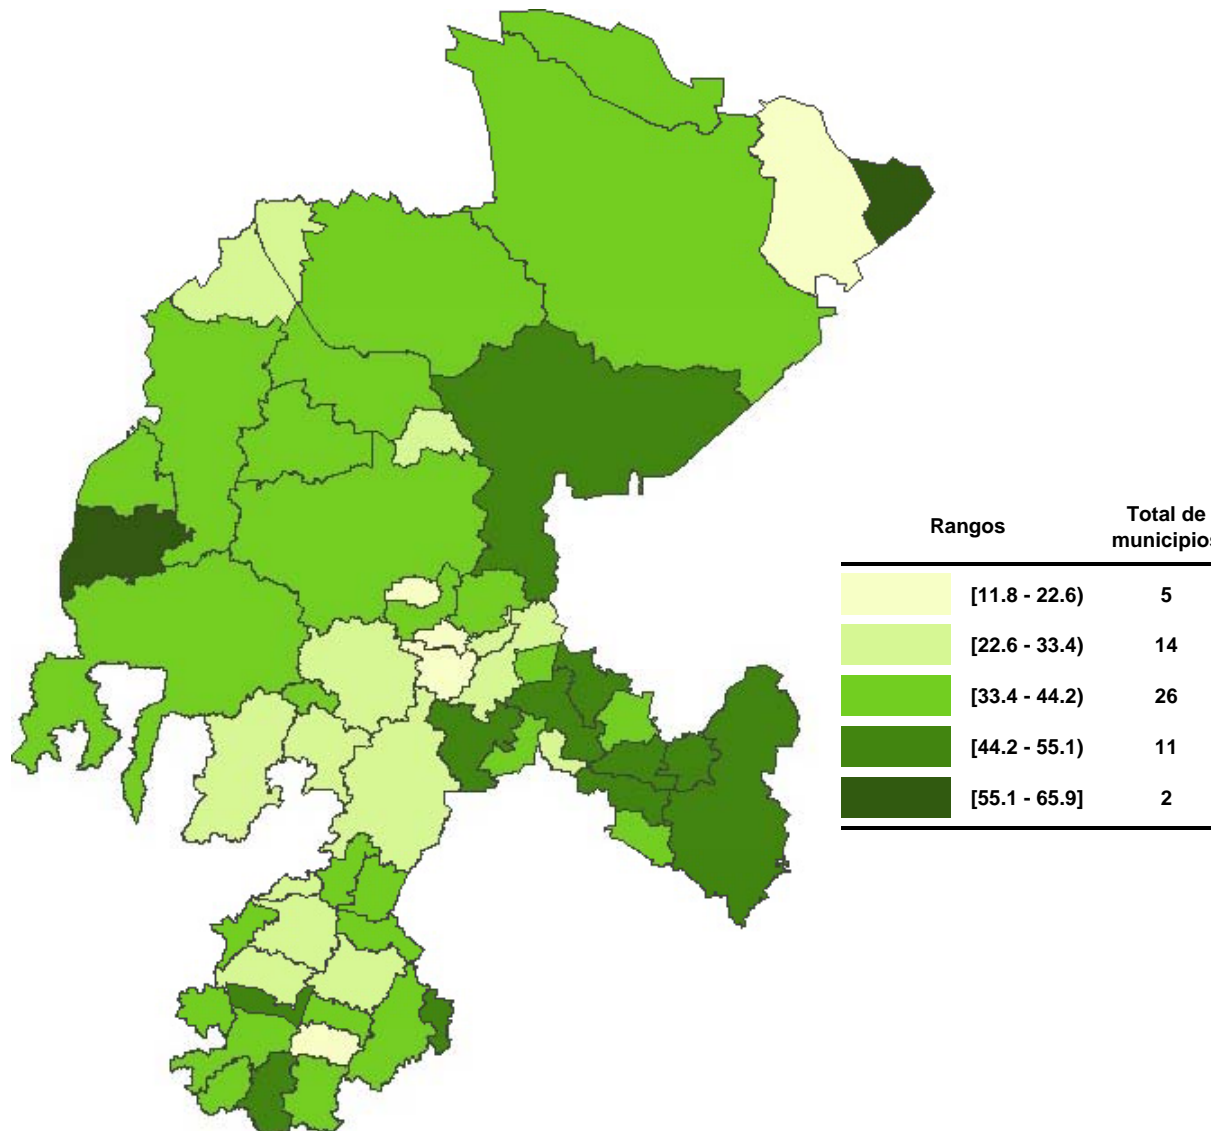 Rangos
Total de
municipios
[11.8 - 22.6) 5
[22.6 - 33.4) 14
[33.4 - 44.2) 26
[44.2 - 55.1) 11
[55.1 - 65.9] 2